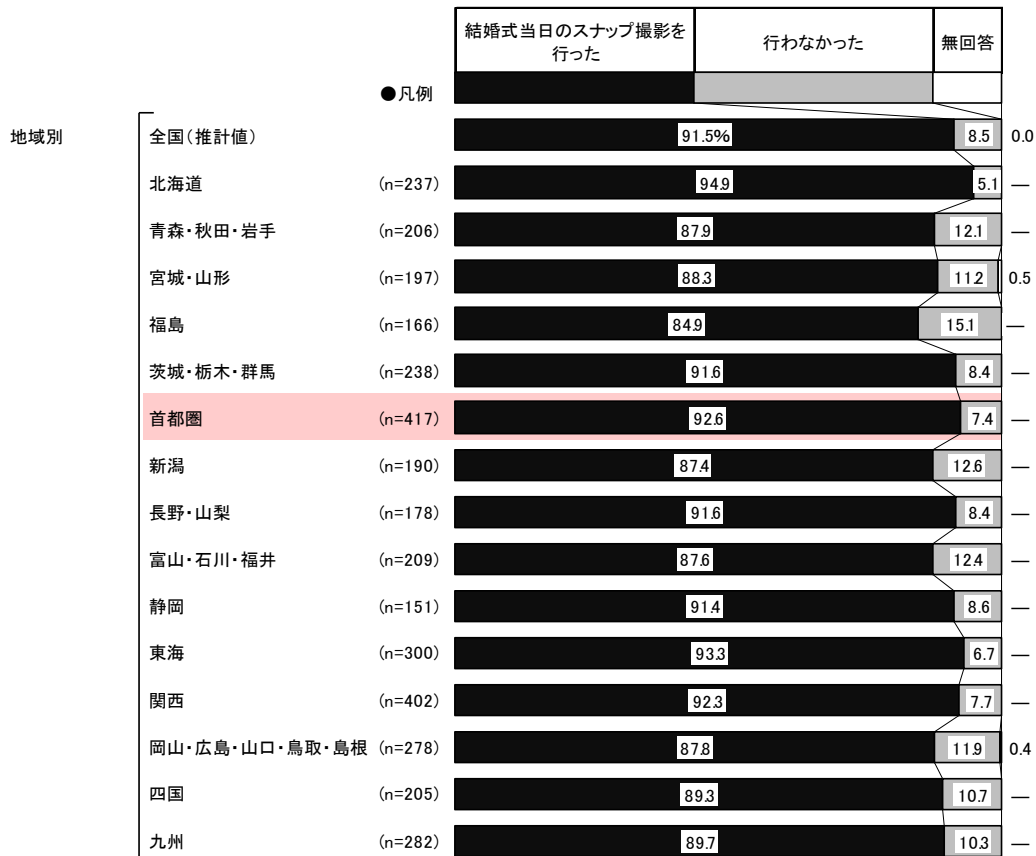 結婚式当日のスナップ撮影を
行った
行わなかった
無回答
●凡例
地域別
全国(推計値) 91.5% 8.5 0.0
北海道 (n=237) 94.9 5.1 —
青森・秋田・岩手 (n=206) 87.9 12.1 —
宮城・山形 (n=197) 88.3 11.2 0.5
福島 (n=166) 84.9 15.1 —
茨城・栃木・群馬 (n=238) 91.6 8.4 —
首都圏 (n=417) 92.6 7.4 —
新潟 (n=190) 87.4 12.6 —
長野・山梨 (n=178) 91.6 8.4 —
富山・石川・福井 (n=209) 87.6 12.4 —
静岡 (n=151) 91.4 8.6 —
東海 (n=300) 93.3 6.7 —
関西 (n=402) 92.3 7.7 —
岡山・広島・山口・鳥取・島根 (n=278) 87.8 11.9 0.4
四国 (n=205) 89.3 10.7 —
九州 (n=282) 89.7 10.3 —